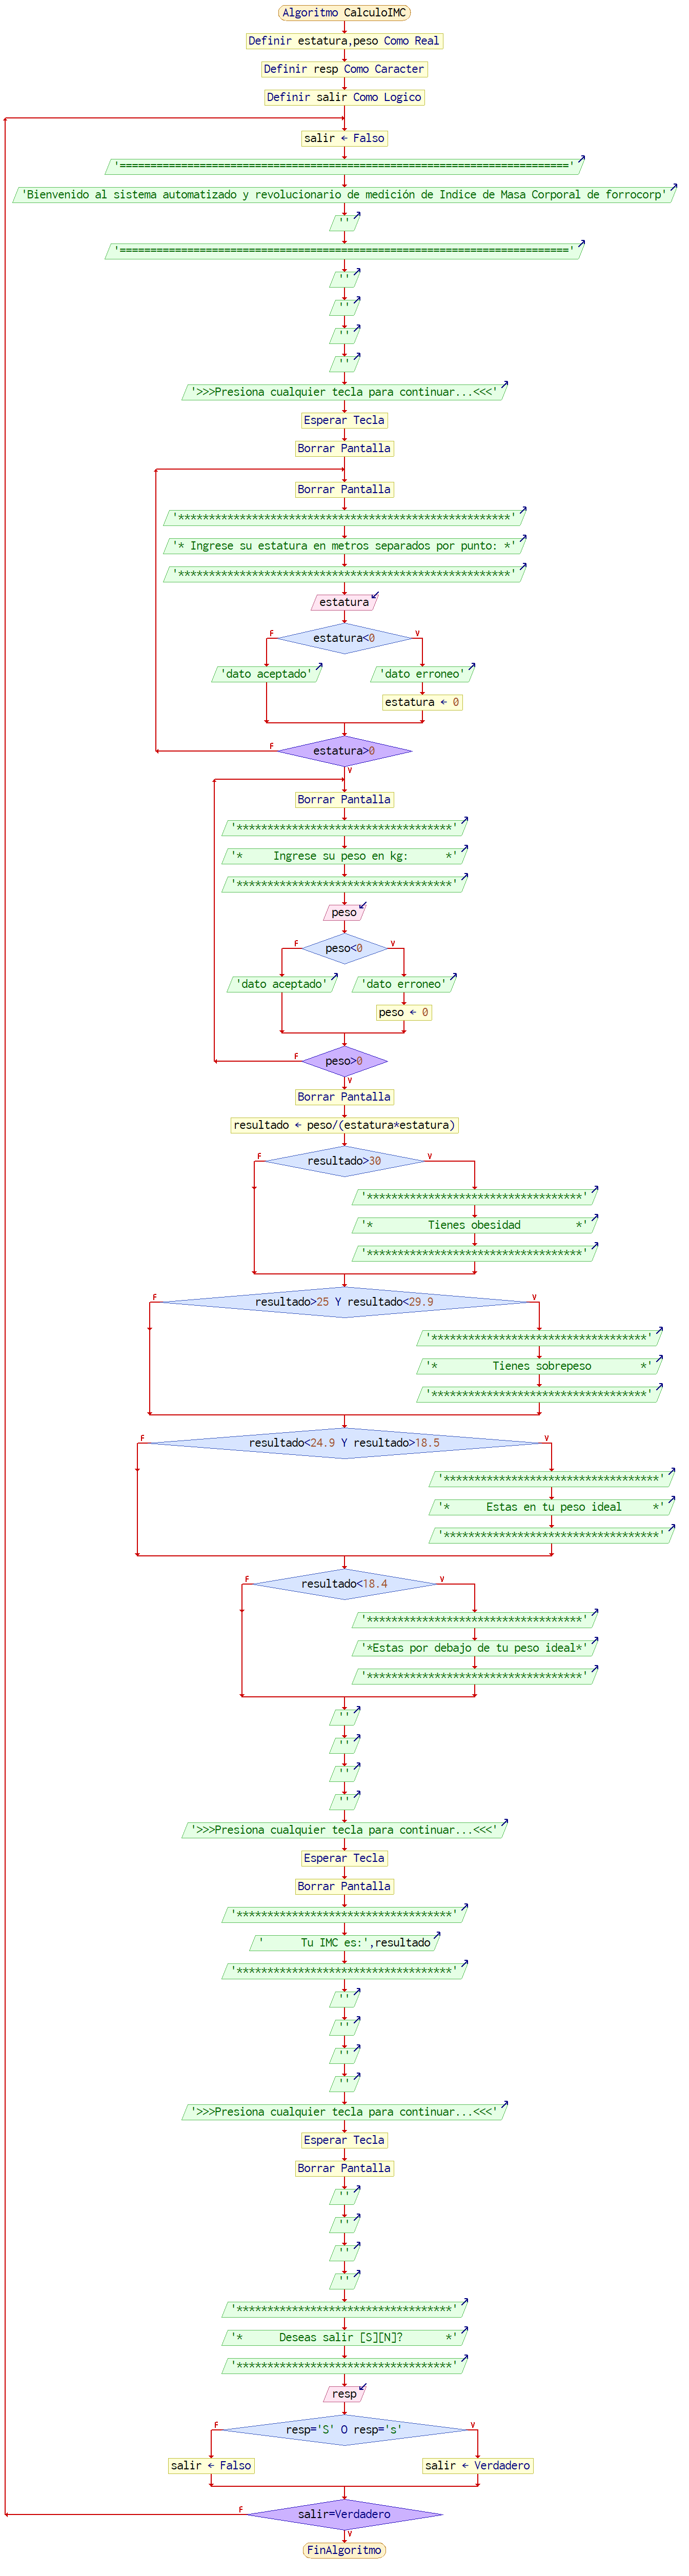 Algoritmo CalculoIMC
Definir estatura,peso Como Real
Definir resp Como Caracter
Definir salir Como Logico
salir ← Falso
'========================================================================='
'Bienvenido al sistema automatizado y revolucionario de medición de Indice de Masa Corporal de forrocorp'
''
'========================================================================='
''
''
''
''
'>>>Presiona cualquier tecla para continuar...<<<'
Esperar Tecla
Borrar Pantalla
Borrar Pantalla
'******************************************************'
'* Ingrese su estatura en metros separados por punto: *'
'******************************************************'
estatura
F
estatura<0
V
'dato aceptado'
'dato erroneo'
estatura ← 0
F
estatura>0
V
Borrar Pantalla
'***********************************'
'*     Ingrese su peso en kg:      *'
'***********************************'
peso
F
peso<0
V
'dato aceptado'
'dato erroneo'
peso ← 0
F
peso>0
V
Borrar Pantalla
resultado ← peso/(estatura*estatura)
F
resultado>30
V
'***********************************'
'*         Tienes obesidad         *'
'***********************************'
F
resultado>25 Y resultado<29.9
V
'***********************************'
'*         Tienes sobrepeso        *'
'***********************************'
F
resultado<24.9 Y resultado>18.5
V
'***********************************'
'*      Estas en tu peso ideal     *'
'***********************************'
F
resultado<18.4
V
'***********************************'
'*Estas por debajo de tu peso ideal*'
'***********************************'
''
''
''
''
'>>>Presiona cualquier tecla para continuar...<<<'
Esperar Tecla
Borrar Pantalla
'***********************************'
'      Tu IMC es:',resultado
'***********************************'
''
''
''
''
'>>>Presiona cualquier tecla para continuar...<<<'
Esperar Tecla
Borrar Pantalla
''
''
''
''
'***********************************'
'*      Deseas salir [S][N]?       *'
'***********************************'
resp
F
resp='S' O resp='s'
V
salir ← Falso
salir ← Verdadero
F
salir=Verdadero
V
FinAlgoritmo